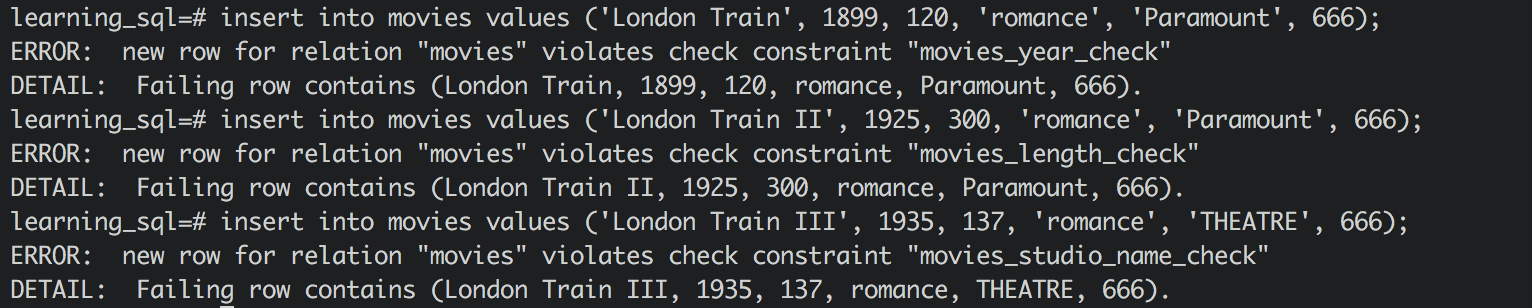 learning_sql=# insert into movies values ('London Train', 1899, 120, 'romance', 'Paramount', 666);
ERROR:  new row for relation "movies" violates check constraint "movies_year_check"
DETAIL:  Failing row contains (London Train, 1899, 120, romance, Paramount, 666).
learning_sql=# insert into movies values ('London Train II', 1925, 300, 'romance', 'Paramount', 666);
ERROR:  new row for relation "movies" violates check constraint "movies_length_check"
DETAIL:  Failing row contains (London Train II, 1925, 300, romance, Paramount, 666).
learning_sql=# insert into movies values ('London Train III', 1935, 137, 'romance', 'THEATRE', 666);
ERROR:  new row for relation "movies" violates check constraint "movies_studio_name_check"
DETAIL:  Failing row contains (London Train III, 1935, 137, romance, THEATRE, 666).